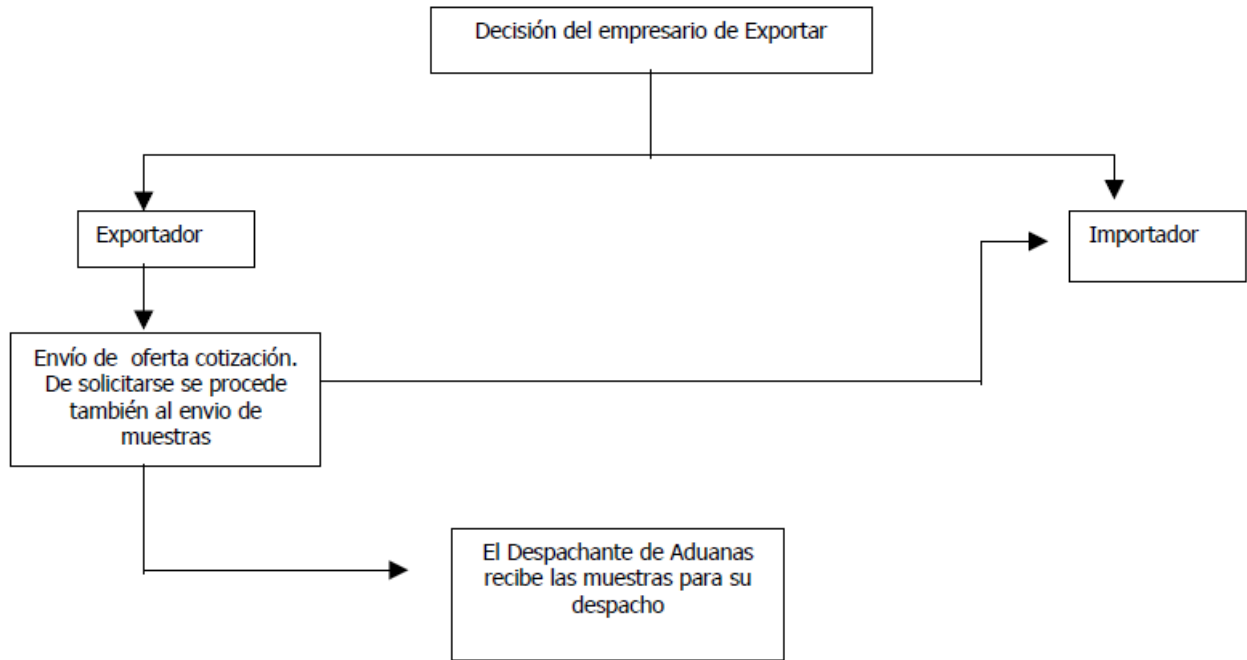 Decisión del empresario de Exportar
Exportador
Importador
Envío de  oferta cotización.
De solicitarse se procede
también al envio de
muestras
El Despachante de Aduanas
recibe las muestras para su
despacho